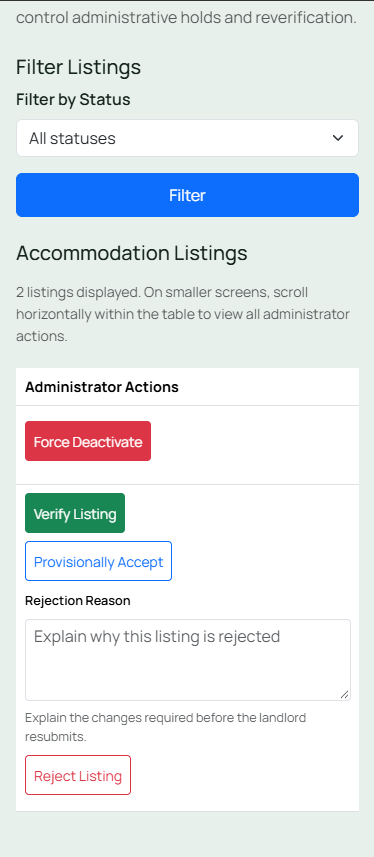 control administrative holds and reverification.
Filter Listings
Filter by Status
All statuses
Filter
Accommodation Listings
2 listings displayed. On smaller screens, scroll
horizontally within the table to view all administrator
actions.
Administrator Actions
Force Deactivate
Verify Listing
Provisionally Accept
Rejection Reason
Explain why this listing is rejected
Explain the changes required before the landlord
resubmits.
Reject Listing